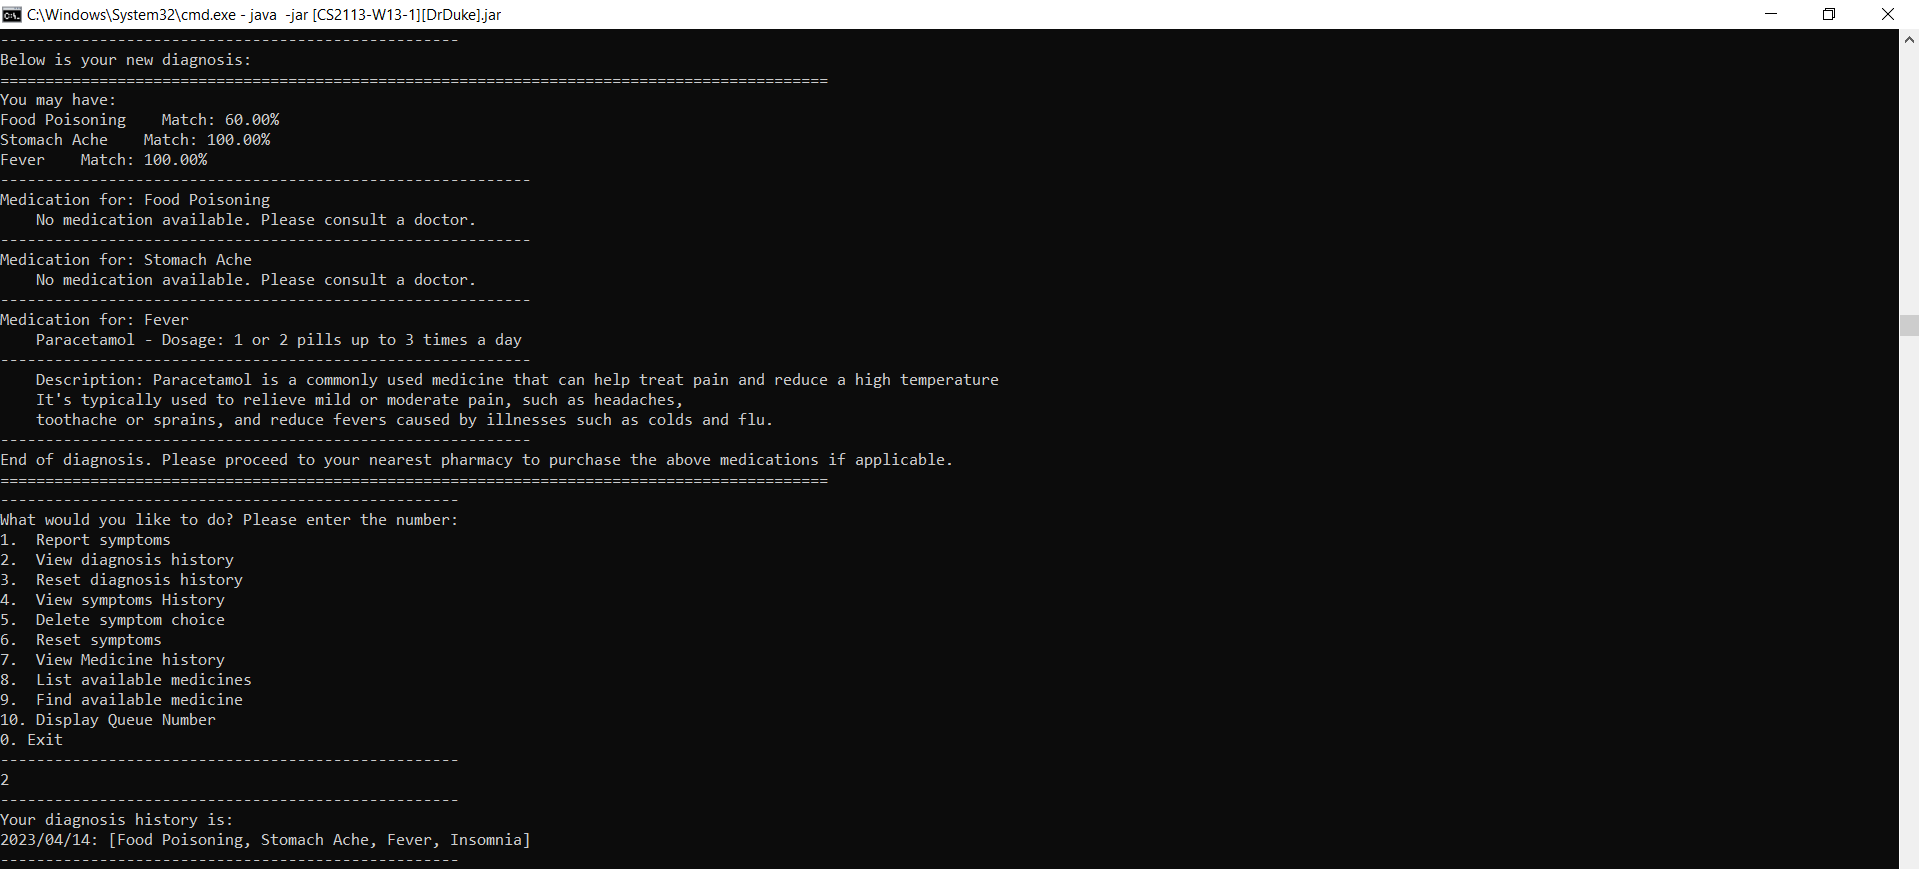 C:\Windows\System32\cmd.exe - java  -jar [CS2113-W13-1][DrDuke].jar
---------------------------------------------------
Below is your new diagnosis:
============================================================================================
You may have:
Food Poisoning    Match: 60.00%
Stomach Ache    Match: 100.00%
Fever    Match: 100.00%
-----------------------------------------------------------
Medication for: Food Poisoning
    No medication available. Please consult a doctor.
-----------------------------------------------------------
Medication for: Stomach Ache
    No medication available. Please consult a doctor.
-----------------------------------------------------------
Medication for: Fever
    Paracetamol - Dosage: 1 or 2 pills up to 3 times a day
-----------------------------------------------------------
    Description: Paracetamol is a commonly used medicine that can help treat pain and reduce a high temperature
    It's typically used to relieve mild or moderate pain, such as headaches,
    toothache or sprains, and reduce fevers caused by illnesses such as colds and flu.
-----------------------------------------------------------
End of diagnosis. Please proceed to your nearest pharmacy to purchase the above medications if applicable.
============================================================================================
---------------------------------------------------
What would you like to do? Please enter the number:
1.  Report symptoms
2.  View diagnosis history
3.  Reset diagnosis history
4.  View symptoms History
5.  Delete symptom choice
6.  Reset symptoms
7.  View Medicine history
8.  List available medicines
9.  Find available medicine
10. Display Queue Number
0. Exit
---------------------------------------------------
2
---------------------------------------------------
Your diagnosis history is:
2023/04/14: [Food Poisoning, Stomach Ache, Fever, Insomnia]
---------------------------------------------------